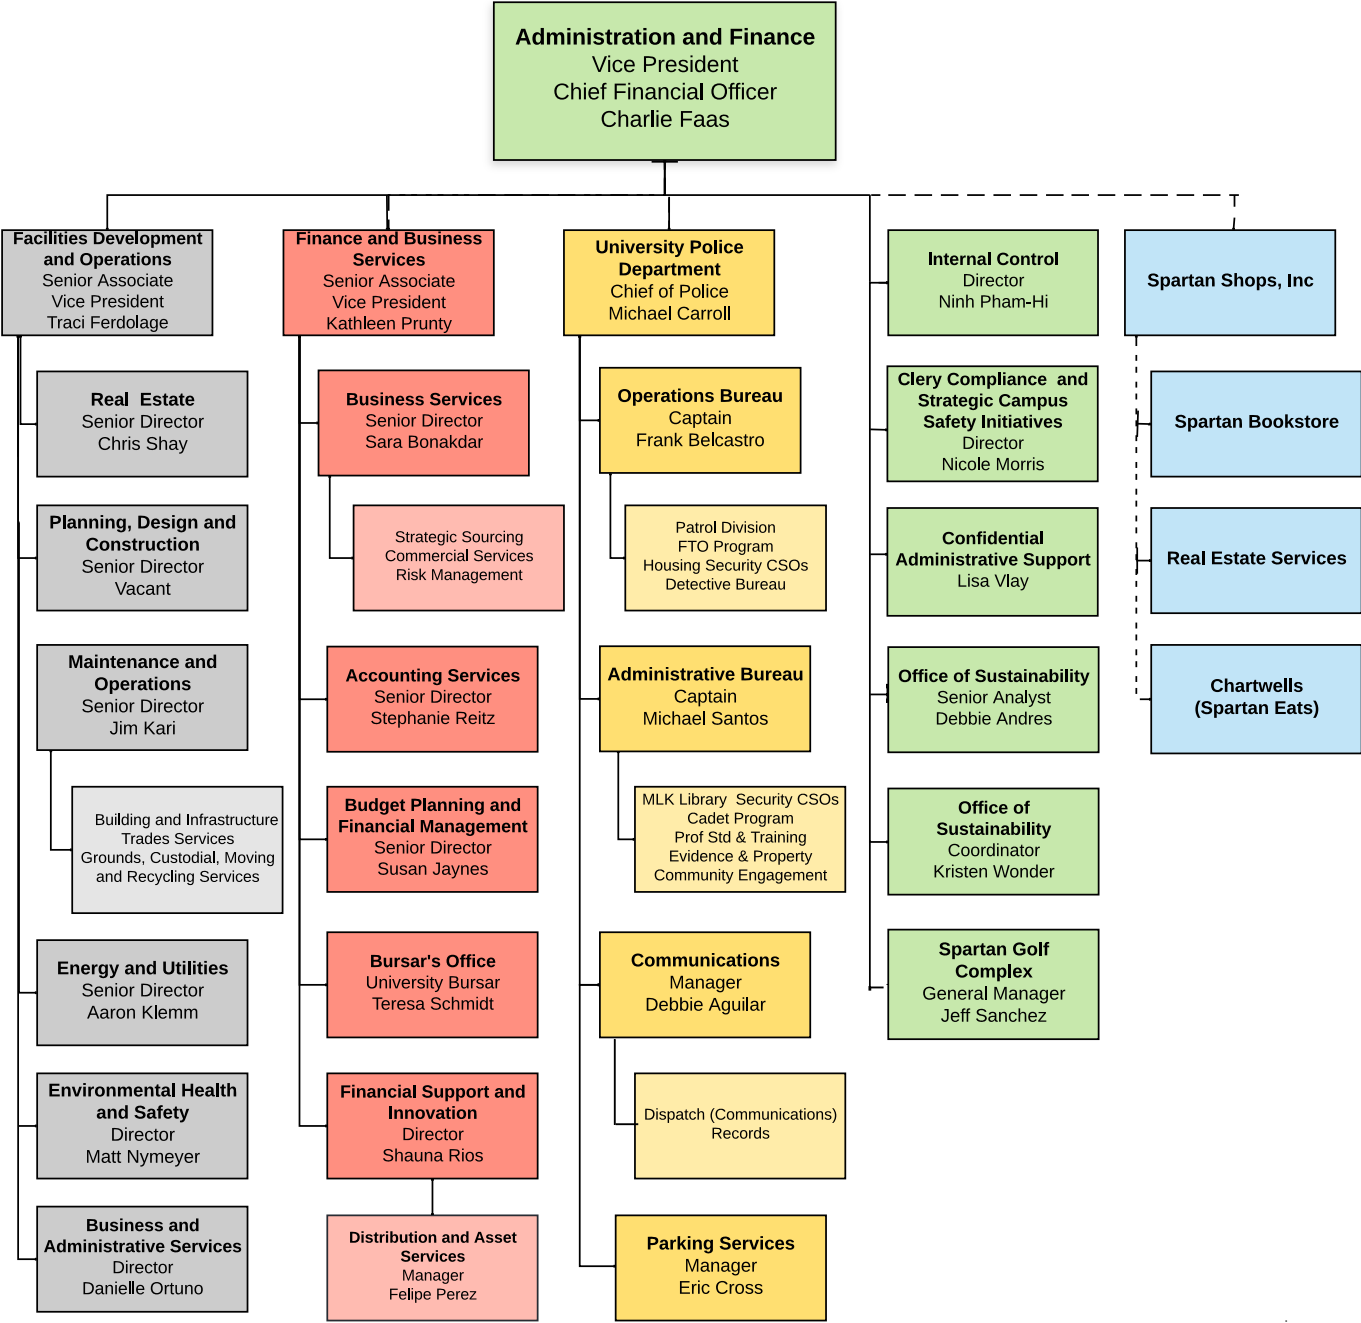 Administration and Finance
Vice President
Chief Financial Officer
Charlie Faas
Facilities Development
and Operations
Senior Associate
Vice President
Traci Ferdolage
Real Estate
Senior Director
Chris Shay
Planning, Design and
Construction
Senior Director
Vacant
Maintenance and
Operations
Senior Director
Jim Kari
Building and Infrastructure
Trades Services
Grounds, Custodial, Moving
and Recycling Services
Energy and Utilities
Senior Director
Aaron Klemm
Environmental Health
and Safety
Director
Matt Nymeyer
Business and
Administrative Services
Director
Danielle Ortuno
Finance and Business
Services
Senior Associate
Vice President
Kathleen Prunty
Business Services
Senior Director
Sara Bonakdar
Strategic Sourcing
Commercial Services
Risk Management
Accounting Services
Senior Director
Stephanie Reitz
Budget Planning and
Financial Management
Senior Director
Susan Jaynes
Bursar's Office
University Bursar
Teresa Schmidt
Financial Support and
Innovation
Director
Shauna Rios
Distribution and Asset
Services
Manager
Felipe Perez
University Police
Department
Chief of Police
Michael Carroll
Operations Bureau
Captain
Frank Belcastro
Patrol Division
FTO Program
Housing Security CSOs
Detective Bureau
Administrative Bureau
Captain
Michael Santos
MLK Library Security CSOs
Cadet Program
Prof Std & Training
Evidence & Property
Community Engagement
Communications
Manager
Debbie Aguilar
Dispatch (Communications)
Records
Parking Services
Manager
Eric Cross
Internal Control
Director
Ninh Pham-Hi
Clery Compliance and
Strategic Campus
Safety Initiatives
Director
Nicole Morris
Confidential
Administrative Support
Lisa Vlay
Office of Sustainability
Senior Analyst
Debbie Andres
Office of
Sustainability
Coordinator
Kristen Wonder
Spartan Golf
Complex
General Manager
Jeff Sanchez
Spartan Shops, Inc
Spartan Bookstore
Real Estate Services
Chartwells
(Spartan Eats)